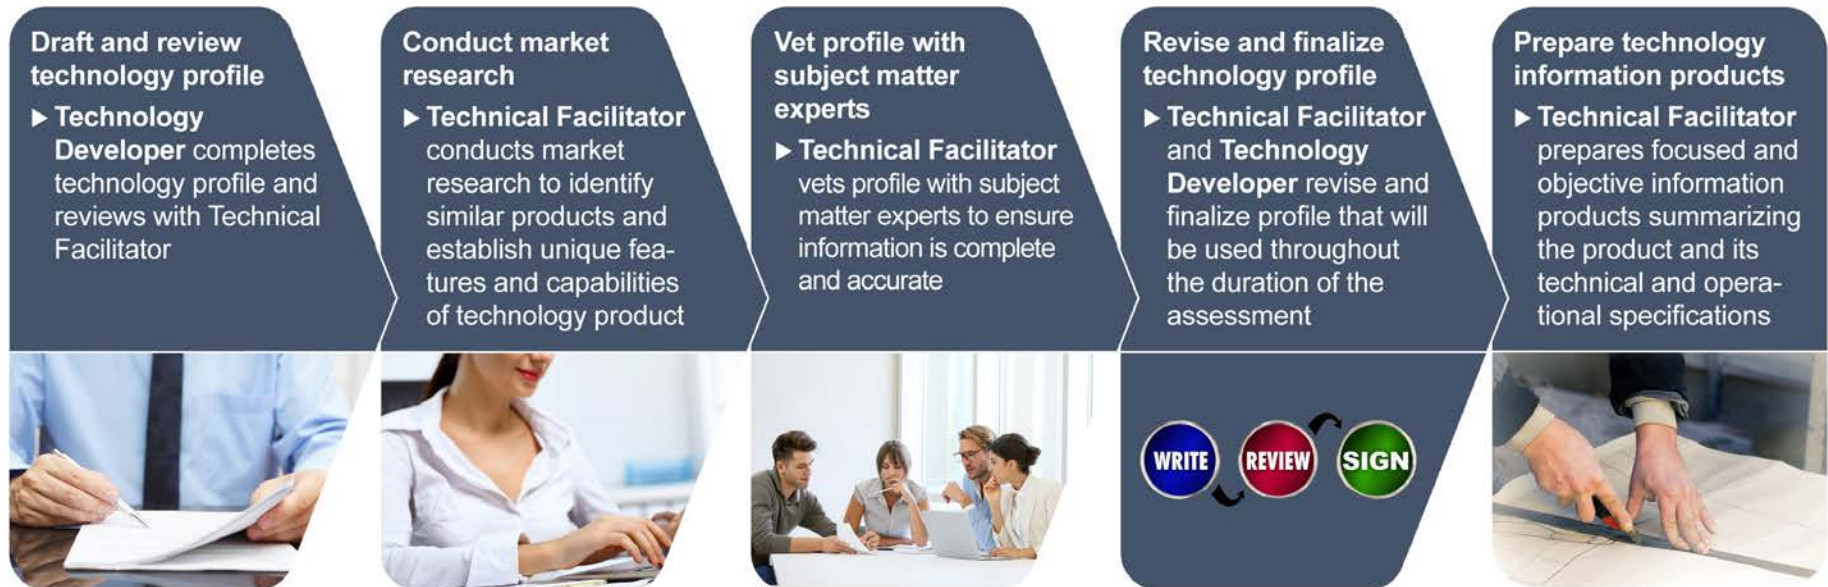 Draft and review
technology profile
▶ Technology
Developer completes
technology profile and
reviews with Technical
Facilitator
Conduct market
research
▶ Technical Facilitator
conducts market
research to identify
similar products and
establish unique fea-
tures and capabilities
of technology product
Vet profile with
subject matter
experts
▶ Technical Facilitator
vets profile with subject
matter experts to ensure
information is complete
and accurate
Revise and finalize
technology profile
▶ Technical Facilitator
and Technology
Developer revise and
finalize profile that will
be used throughout
the duration of the
assessment
WRITE
REVIEW
SIGN
Prepare technology
information products
▶ Technical Facilitator
prepares focused and
objective information
products summarizing
the product and its
technical and opera-
tional specifications